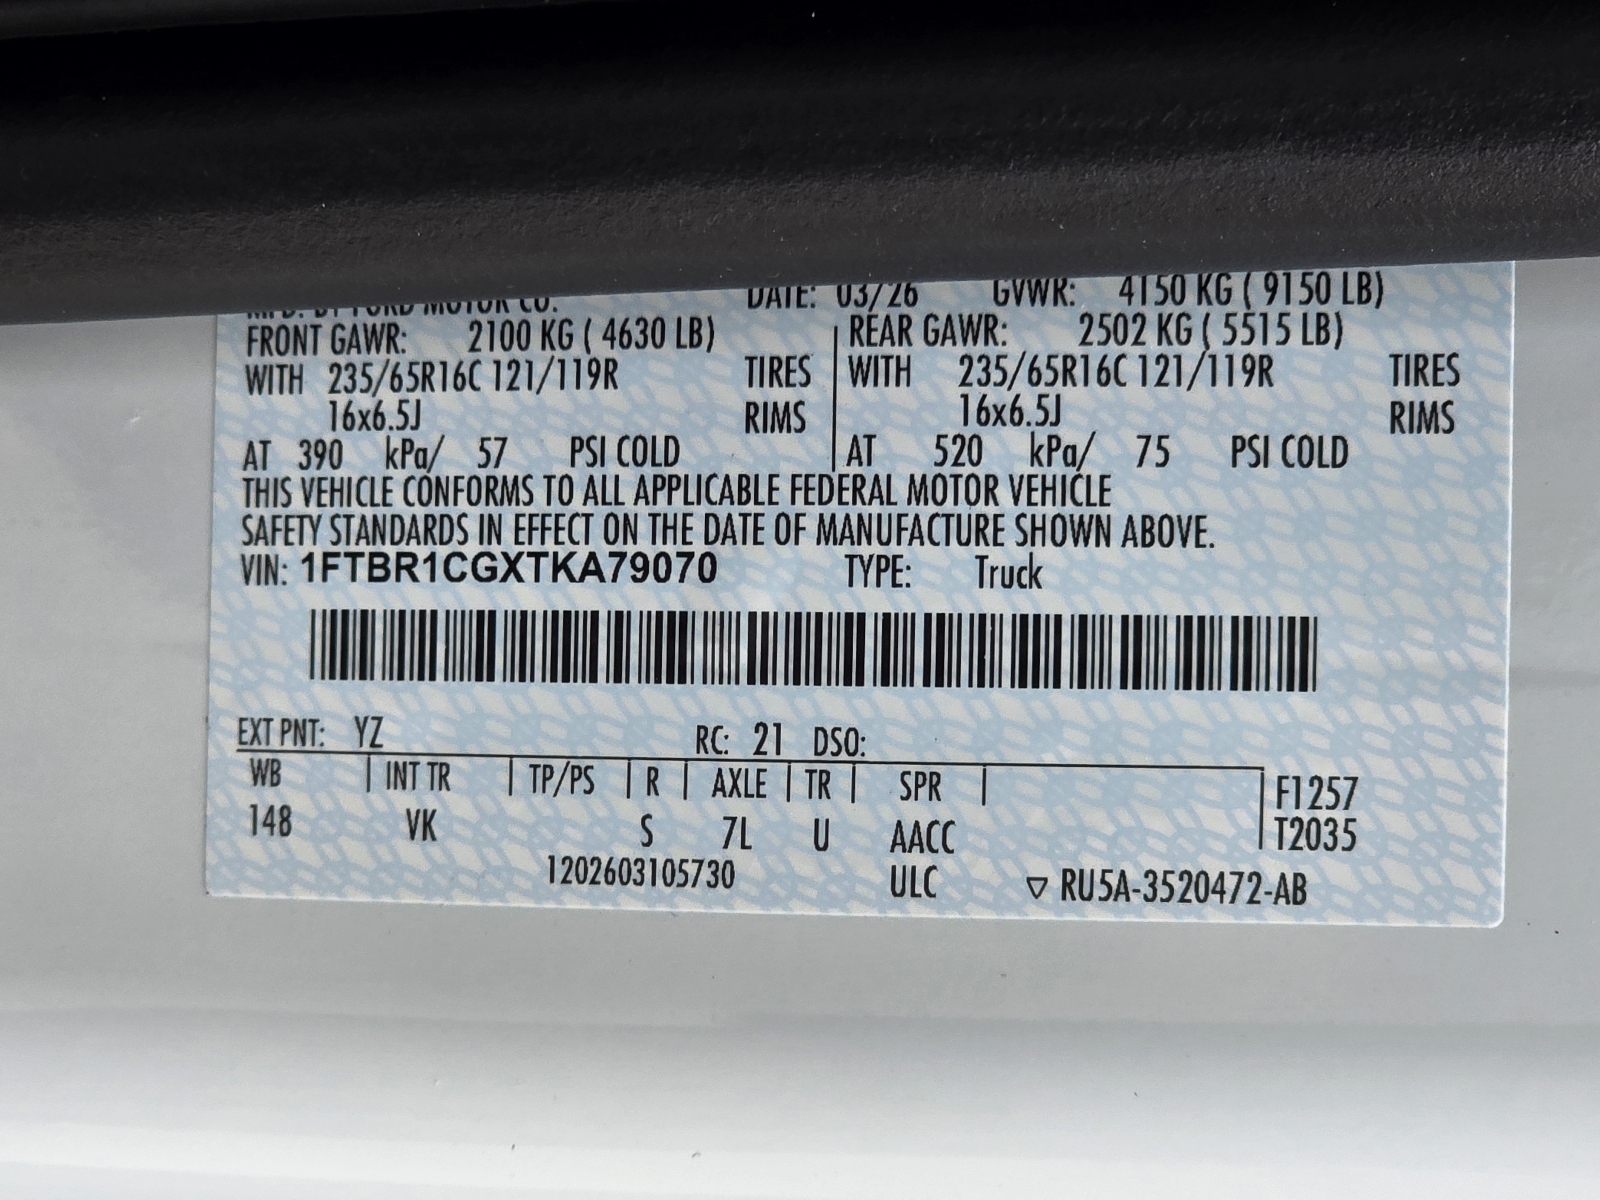 MFD. BY FORD MOTOR CO. DATE: 03/26 GVWR: 4150 KG ( 9150 LB)
FRONT GAWR: 2100 KG ( 4630 LB) REAR GAWR: 2502 KG ( 5515 LB)
WITH 235/65R16C 121/119R TIRES WITH 235/65R16C 121/119R TIRES
16x6.5J RIMS 16x6.5J RIMS
AT 390 kPa/ 57 PSI COLD AT 520 kPa/ 75 PSI COLD
THIS VEHICLE CONFORMS TO ALL APPLICABLE FEDERAL MOTOR VEHICLE
SAFETY STANDARDS IN EFFECT ON THE DATE OF MANUFACTURE SHOWN ABOVE.
VIN: 1FTBR1CGXTKA79070 TYPE: Truck
EXT PNT: YZ RC: 21 DSO:
WB INT TR TP/PS R AXLE TR SPR F1257
148 VK S 7L U AACC T2035
1202603105730 ULC ▽ RU5A-3520472-AB